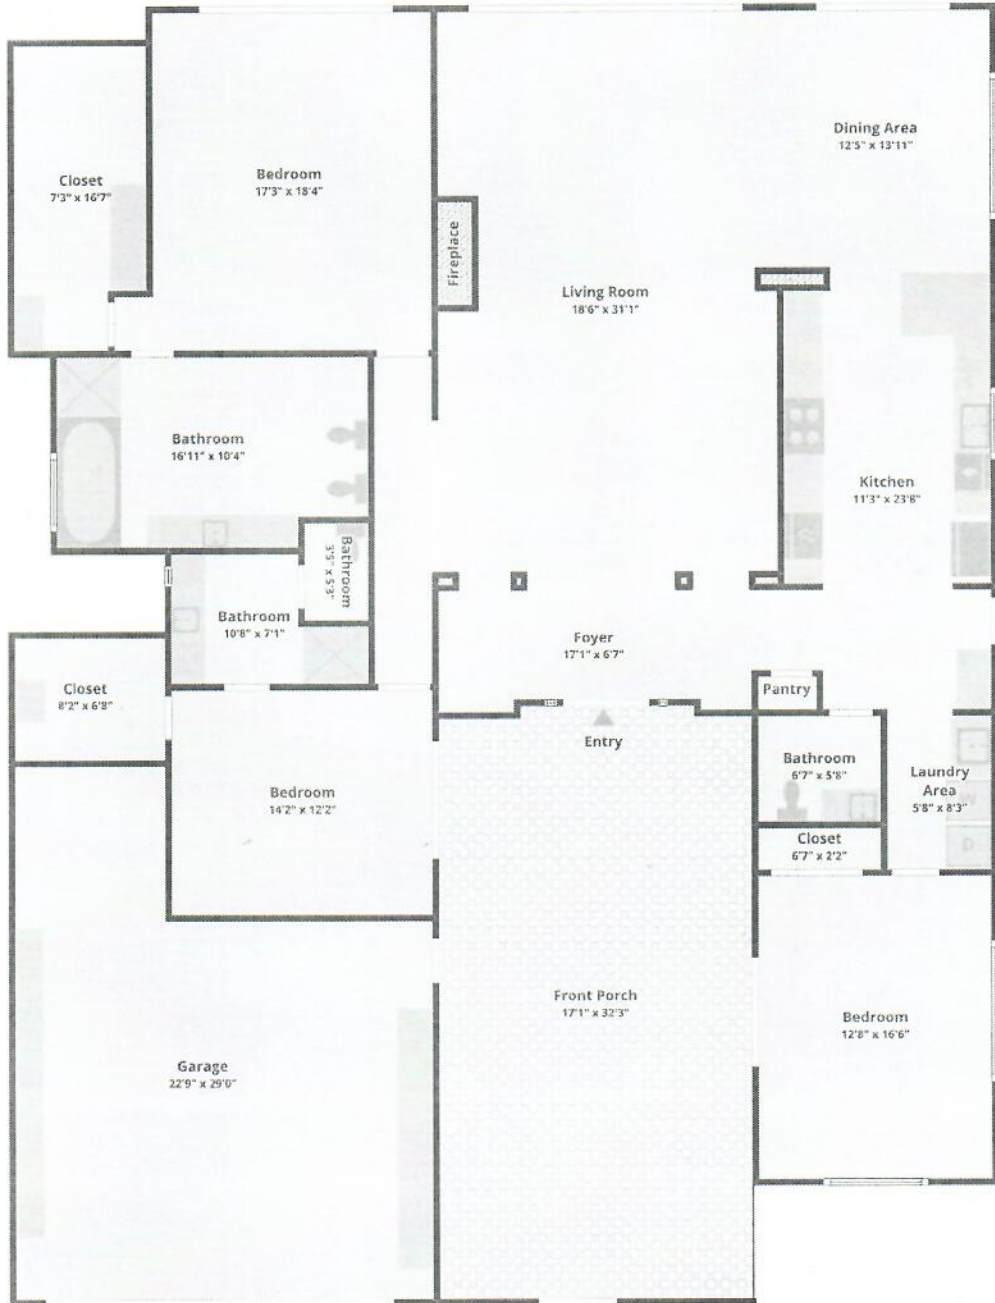 Closet
7'3" x 16'7"
Bedroom
17'3" x 18'4"
Fireplace
Living Room
18'6" x 31'1"
Dining Area
12'5" x 13'11"
Bathroom
16'11" x 10'4"
Bathroom
3'5" x 5'3"
Bathroom
10'8" x 7'1"
Kitchen
11'3" x 23'8"
Foyer
17'1" x 6'7"
Closet
8'2" x 6'8"
Pantry
Entry
Bedroom
14'2" x 12'2"
Bathroom
6'7" x 5'8"
Laundry
Area
5'8" x 8'3"
W
D
Closet
6'7" x 2'2"
Front Porch
17'1" x 32'3"
Bedroom
12'8" x 16'6"
Garage
22'9" x 29'0"